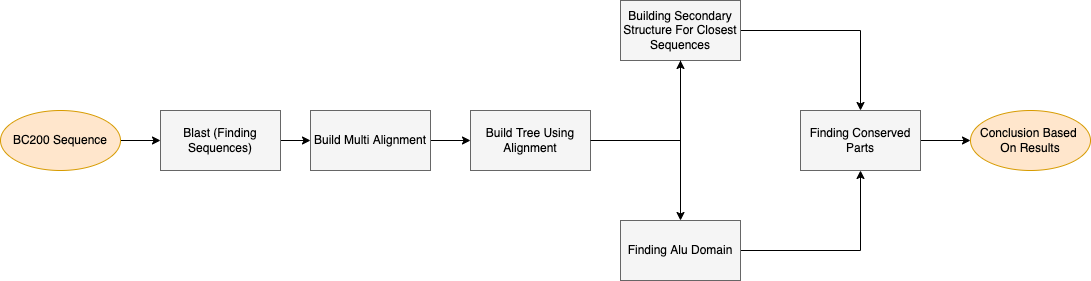 BC200 Sequence
Blast (Finding
Sequences)
Build Multi Alignment
Build Tree Using
Alignment
Building Secondary
Structure For Closest
Sequences
Finding Alu Domain
Finding Conserved
Parts
Conclusion Based
On Results